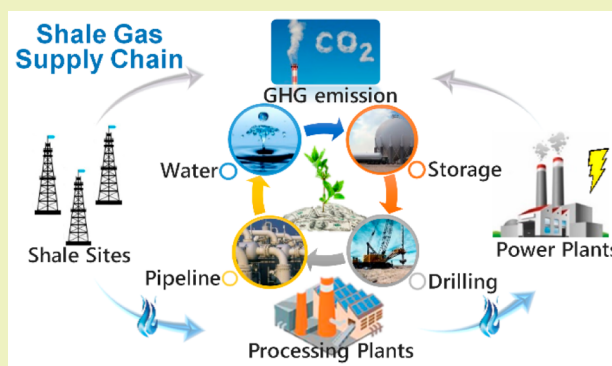 Shale Gas
Supply Chain
CO2
GHG emission
Water
Storage
Shale Sites
Power Plants
Pipeline
Drilling
Processing Plants